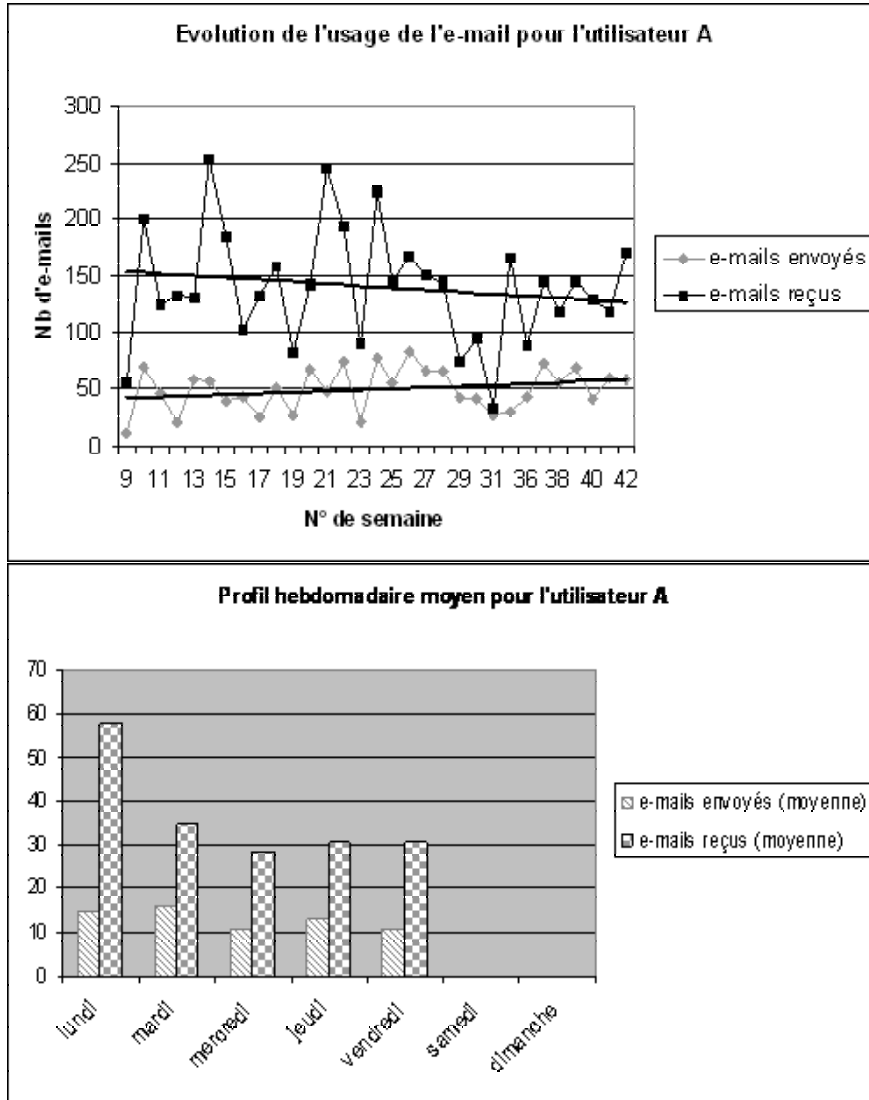 Evolution de l'usage de l'e-mail pour l'utilisateur A
300
250
200
150
100
50
0
Nb d'e-mails
9 11 13 15 17 19 21 23 25 27 29 31 36 38 40 42
N° de semaine
e-mails envoyés
e-mails reçus
Profil hebdomadaire moyen pour l'utilisateur A
70
60
50
40
30
20
10
0
lundi mardi mercredi jeudi vendredi samedi dimanche
e-mails envoyés (moyenne)
e-mails reçus (moyenne)